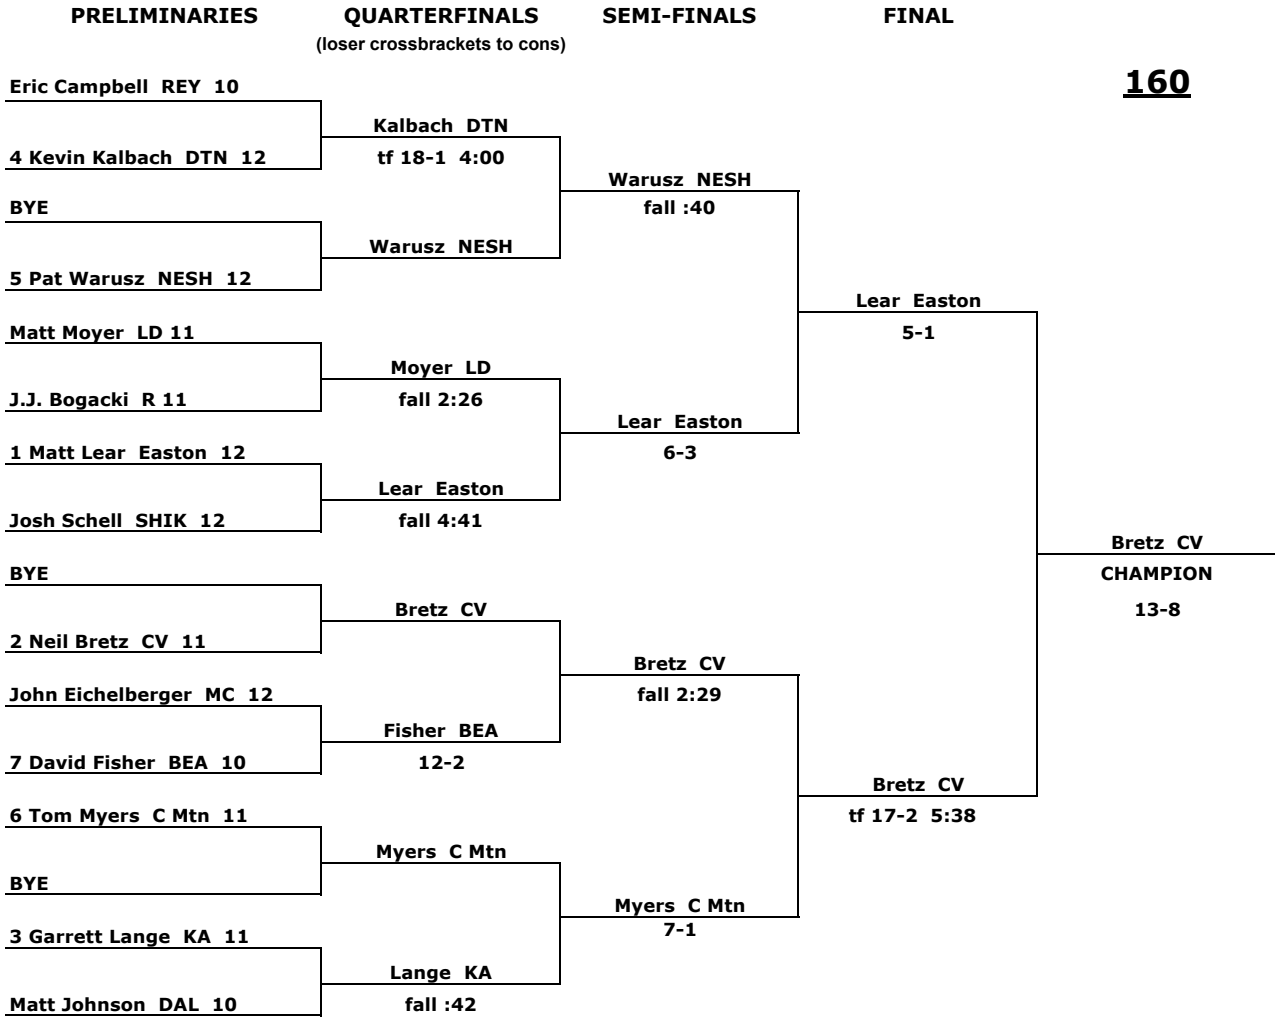 PRELIMINARIES QUARTERFINALS SEMI-FINALS FINAL
(loser crossbrackets to cons)
160
Eric Campbell REY 10
Kalbach DTN
4 Kevin Kalbach DTN 12
tf 18-1 4:00
Warusz NESH
BYE
fall :40
Warusz NESH
5 Pat Warusz NESH 12
Lear Easton
Matt Moyer LD 11
5-1
Moyer LD
J.J. Bogacki R 11
fall 2:26
Lear Easton
1 Matt Lear Easton 12
6-3
Lear Easton
Josh Schell SHIK 12
fall 4:41
Bretz CV
BYE
CHAMPION
Bretz CV
13-8
2 Neil Bretz CV 11
Bretz CV
John Eichelberger MC 12
fall 2:29
Fisher BEA
7 David Fisher BEA 10
12-2
Bretz CV
6 Tom Myers C Mtn 11
tf 17-2 5:38
Myers C Mtn
BYE
Myers C Mtn
7-1
3 Garrett Lange KA 11
Lange KA
Matt Johnson DAL 10
fall :42